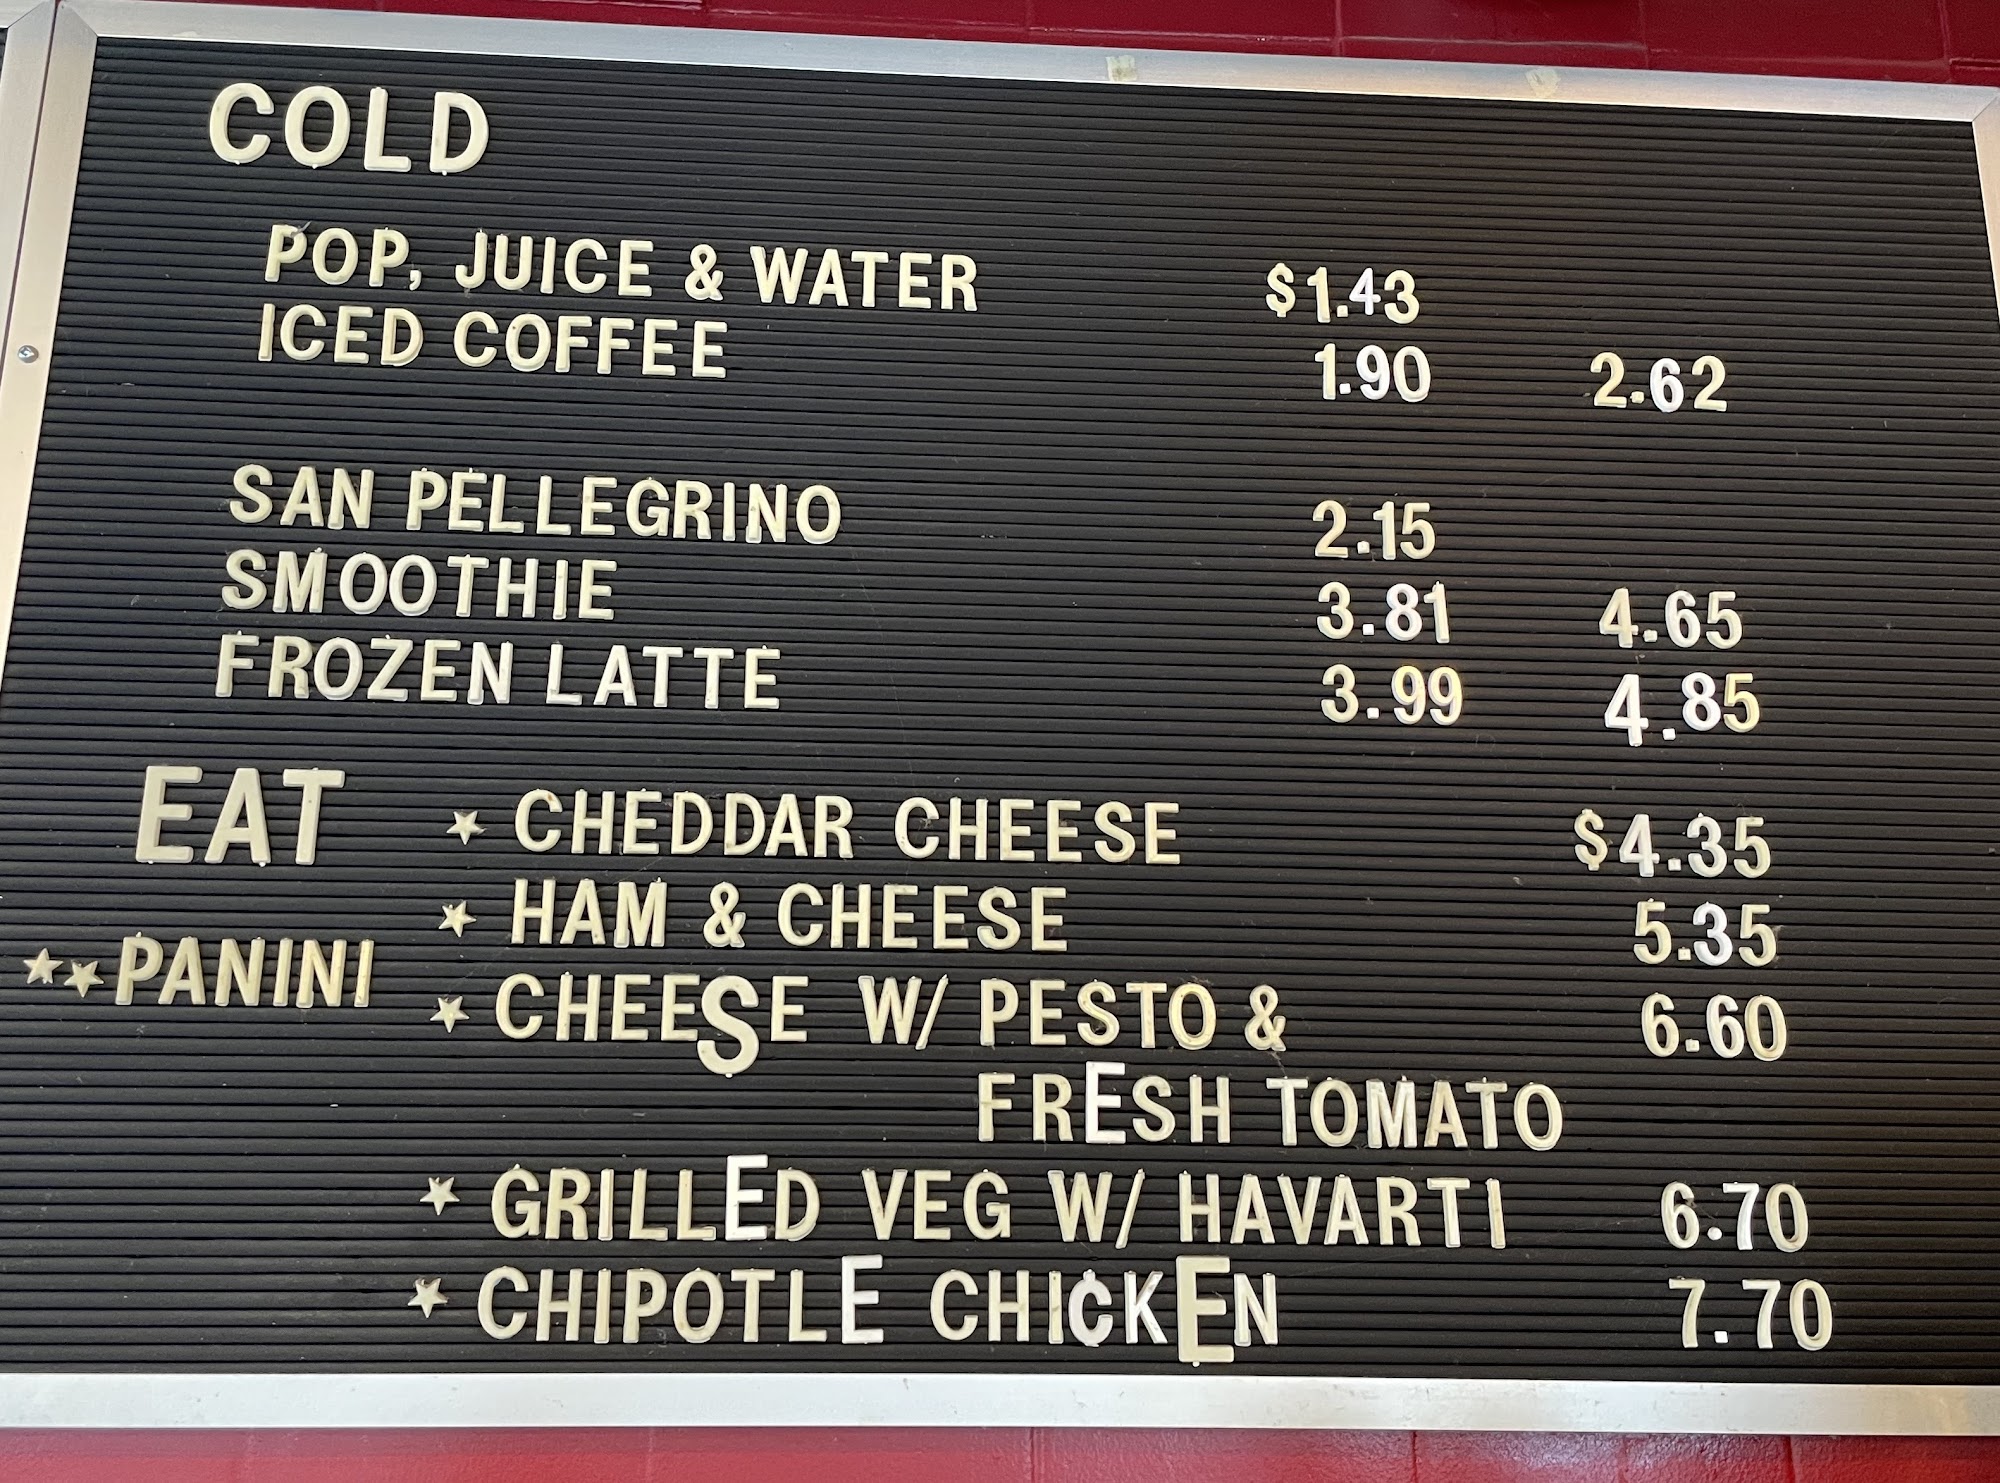 COLD
POP, JUICE & WATER $1.43
ICED COFFEE 1.90 2.62
SAN PELLEGRINO 2.15
SMOOTHIE 3.81 4.65
FROZEN LATTE 3.99 4.85
EAT ★ CHEDDAR CHEESE $4.35
★ HAM & CHEESE 5.35
★★ PANINI
★ CHEESE W/ PESTO & 6.60
FRESH TOMATO
★ GRILLED VEG W/ HAVARTI 6.70
★ CHIPOTLE CHI¢KEN 7.70